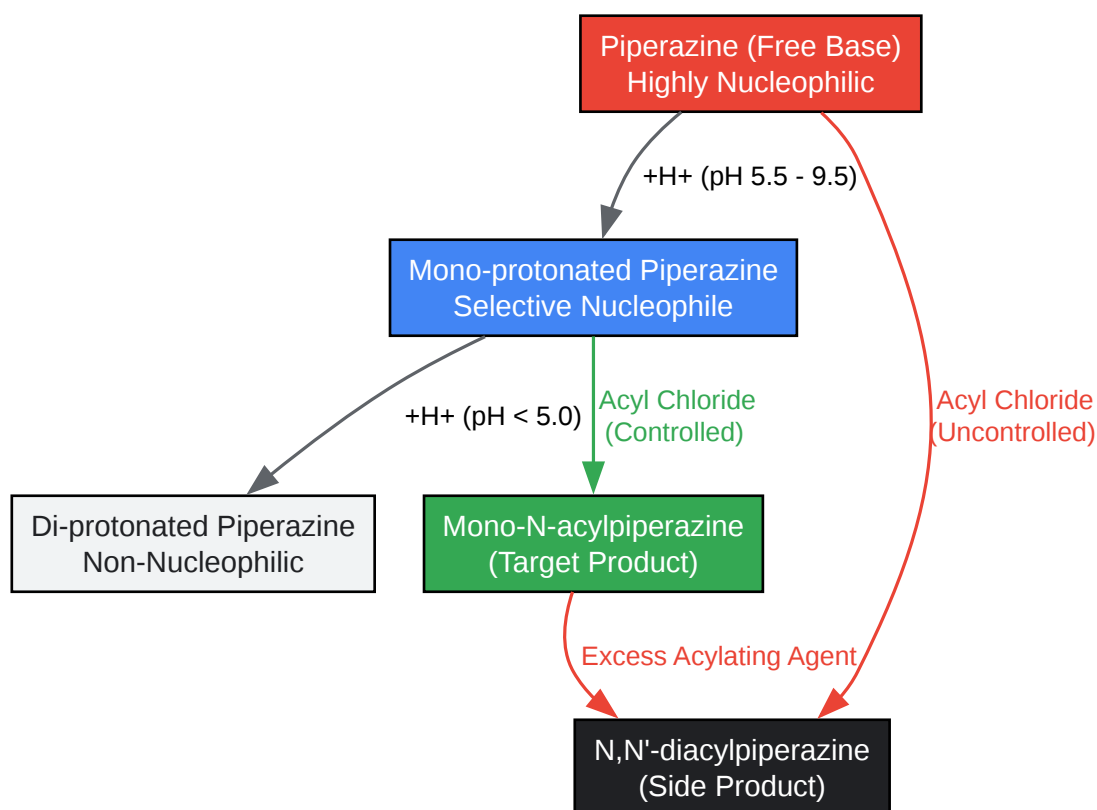 Piperazine (Free Base)
Highly Nucleophilic
+H+ (pH 5.5 - 9.5)
Mono-protonated Piperazine
Selective Nucleophile
+H+ (pH < 5.0)
Acyl Chloride
(Controlled)
Acyl Chloride
(Uncontrolled)
Di-protonated Piperazine
Non-Nucleophilic
Mono-N-acylpiperazine
(Target Product)
Excess Acylating Agent
N,N'-diacylpiperazine
(Side Product)